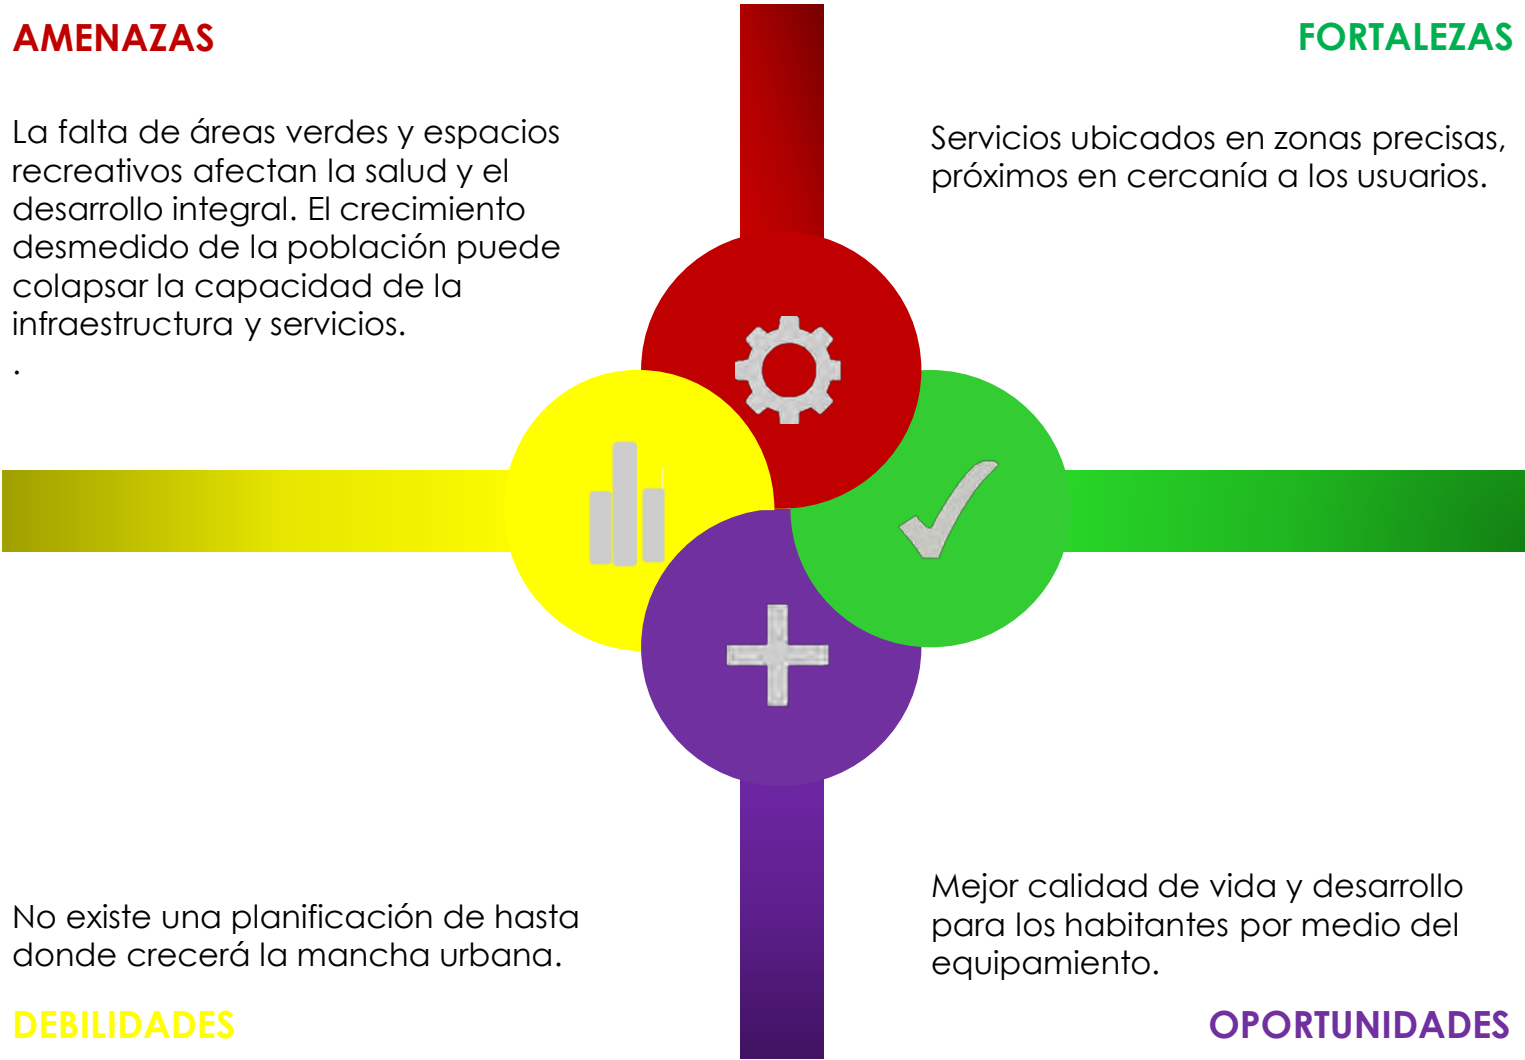 AMENAZAS
La falta de áreas verdes y espacios
recreativos afectan la salud y el
desarrollo integral. El crecimiento
desmedido de la población puede
colapsar la capacidad de la
infraestructura y servicios.
.
FORTALEZAS
Servicios ubicados en zonas precisas,
próximos en cercanía a los usuarios.
No existe una planificación de hasta
donde crecerá la mancha urbana.
DEBILIDADES
Mejor calidad de vida y desarrollo
para los habitantes por medio del
equipamiento.
OPORTUNIDADES